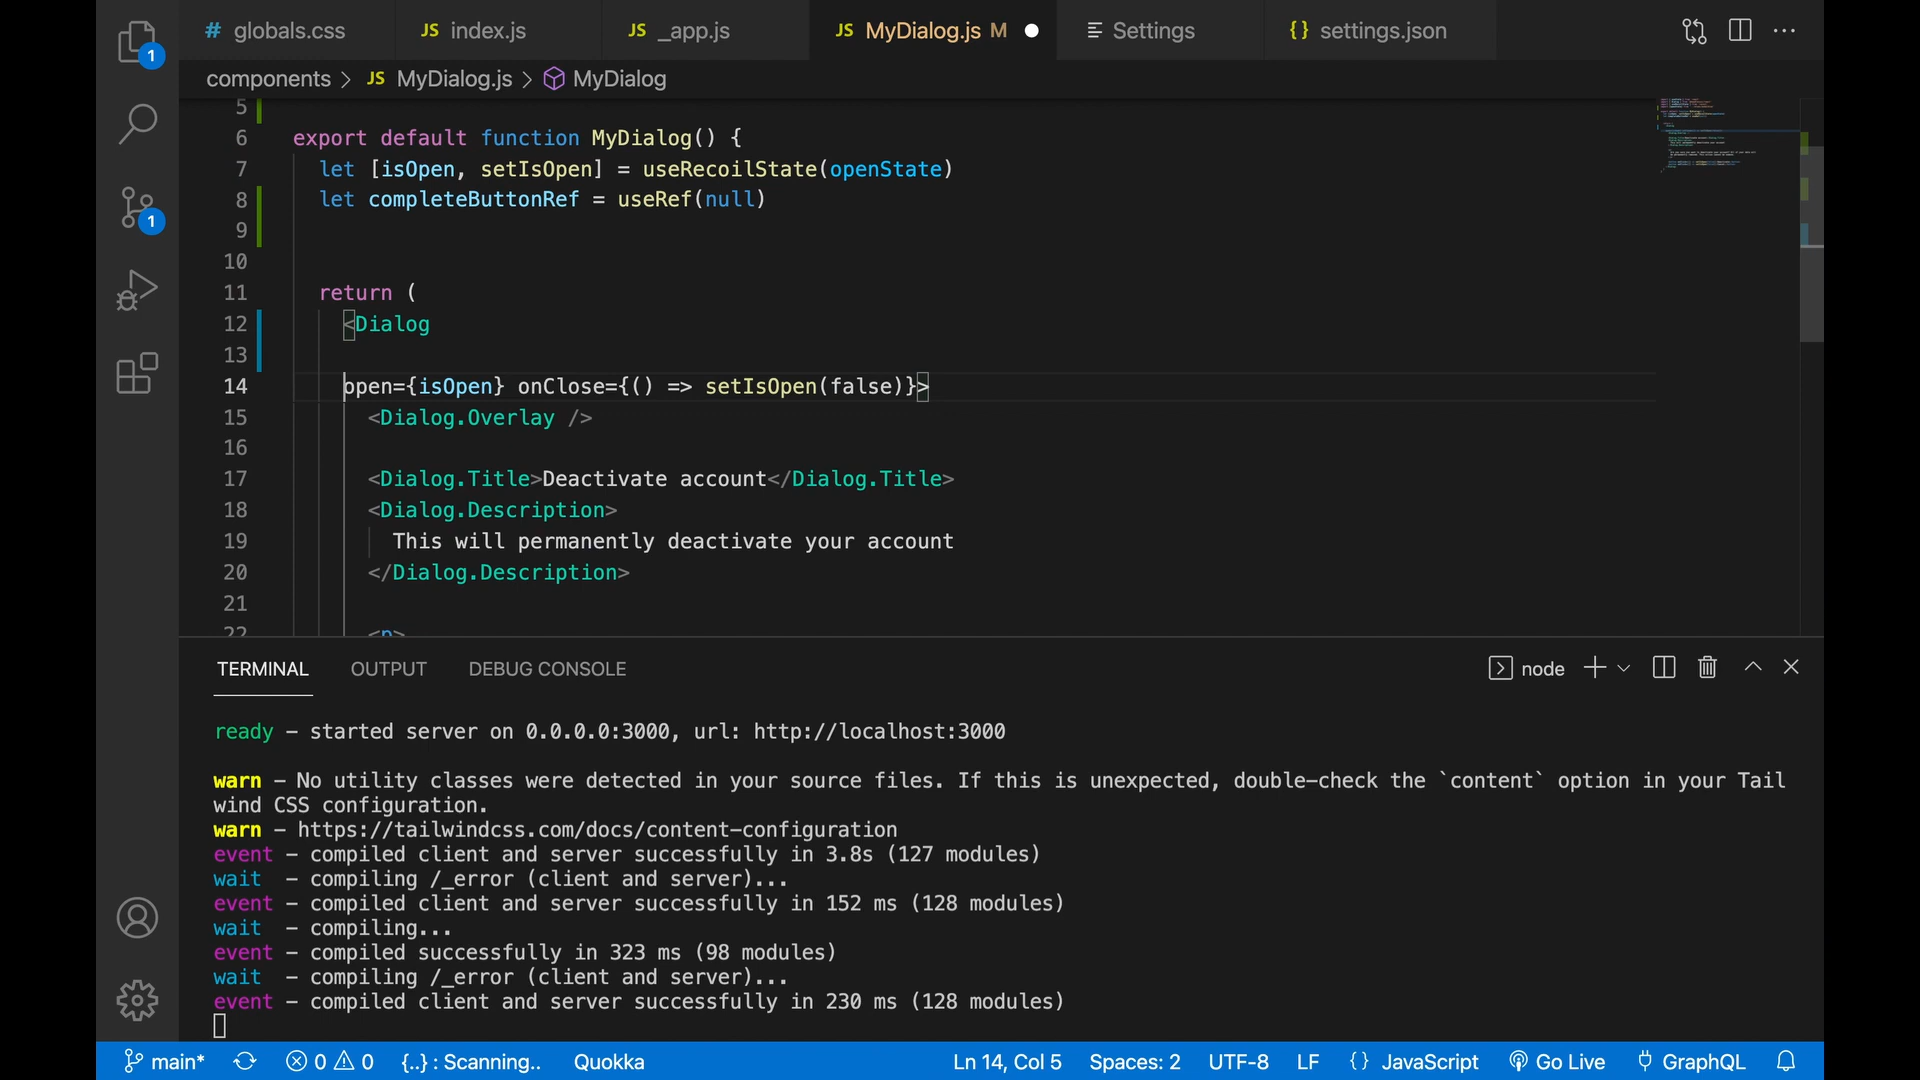 # globals.css JS index.js JS _app.js JS MyDialog.js M Settings {} settings.json
components > JS MyDialog.js > MyDialog
5
6 export default function MyDialog() {
7 let [isOpen, setIsOpen] = useRecoilState(openState)
8 let completeButtonRef = useRef(null)
9
10
11 return (
12 <Dialog
13
14 open={isOpen} onClose={() => setIsOpen(false)}>
15 <Dialog.Overlay />
16
17 <Dialog.Title>Deactivate account</Dialog.Title>
18 <Dialog.Description>
19 This will permanently deactivate your account
20 </Dialog.Description>
21
22 <p>
1
1
TERMINAL OUTPUT DEBUG CONSOLE node
ready - started server on 0.0.0.0:3000, url: http://localhost:3000
warn - No utility classes were detected in your source files. If this is unexpected, double-check the `content` option in your Tail
wind CSS configuration.
warn - https://tailwindcss.com/docs/content-configuration
event - compiled client and server successfully in 3.8s (127 modules)
wait - compiling /_error (client and server)...
event - compiled client and server successfully in 152 ms (128 modules)
wait - compiling...
event - compiled successfully in 323 ms (98 modules)
wait - compiling /_error (client and server)...
event - compiled client and server successfully in 230 ms (128 modules)
main* 0 0 {..} : Scanning.. Quokka Ln 14, Col 5 Spaces: 2 UTF-8 LF {} JavaScript Go Live GraphQL